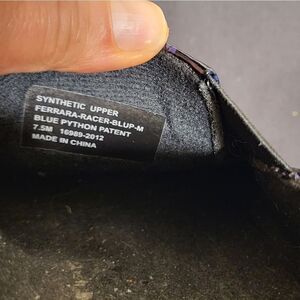 SYNTHETIC UPPER
FERRARA-RACER-BLUP-M
BLUE PYTHON PATENT
7.5M 16989-2012
MADE IN CHINA